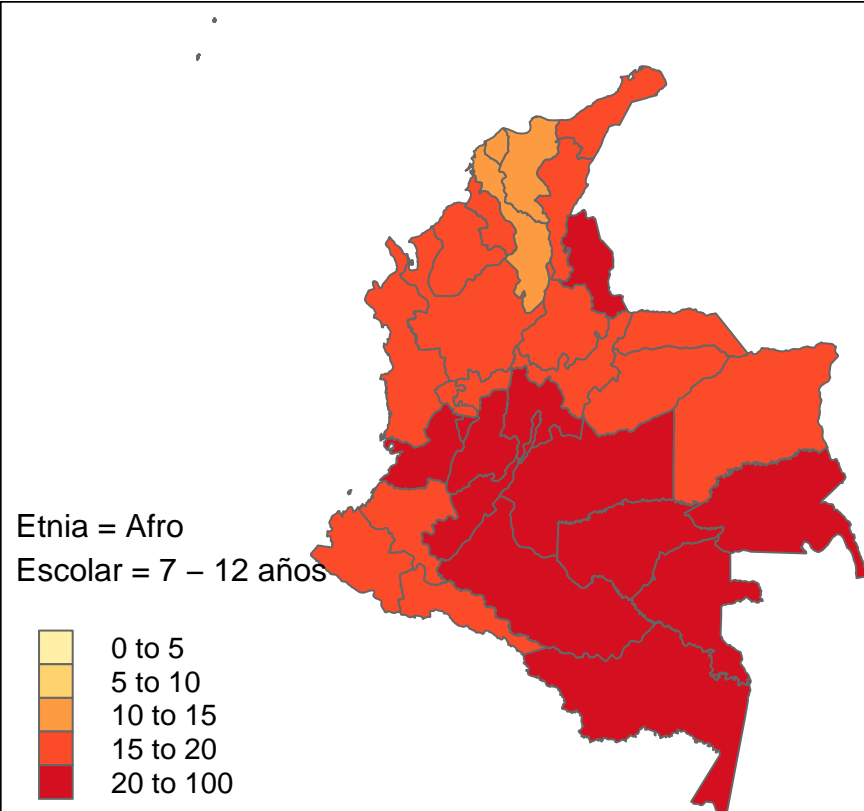 Etnia = Afro
Escolar = 7 – 12 años
0 to 5
5 to 10
10 to 15
15 to 20
20 to 100